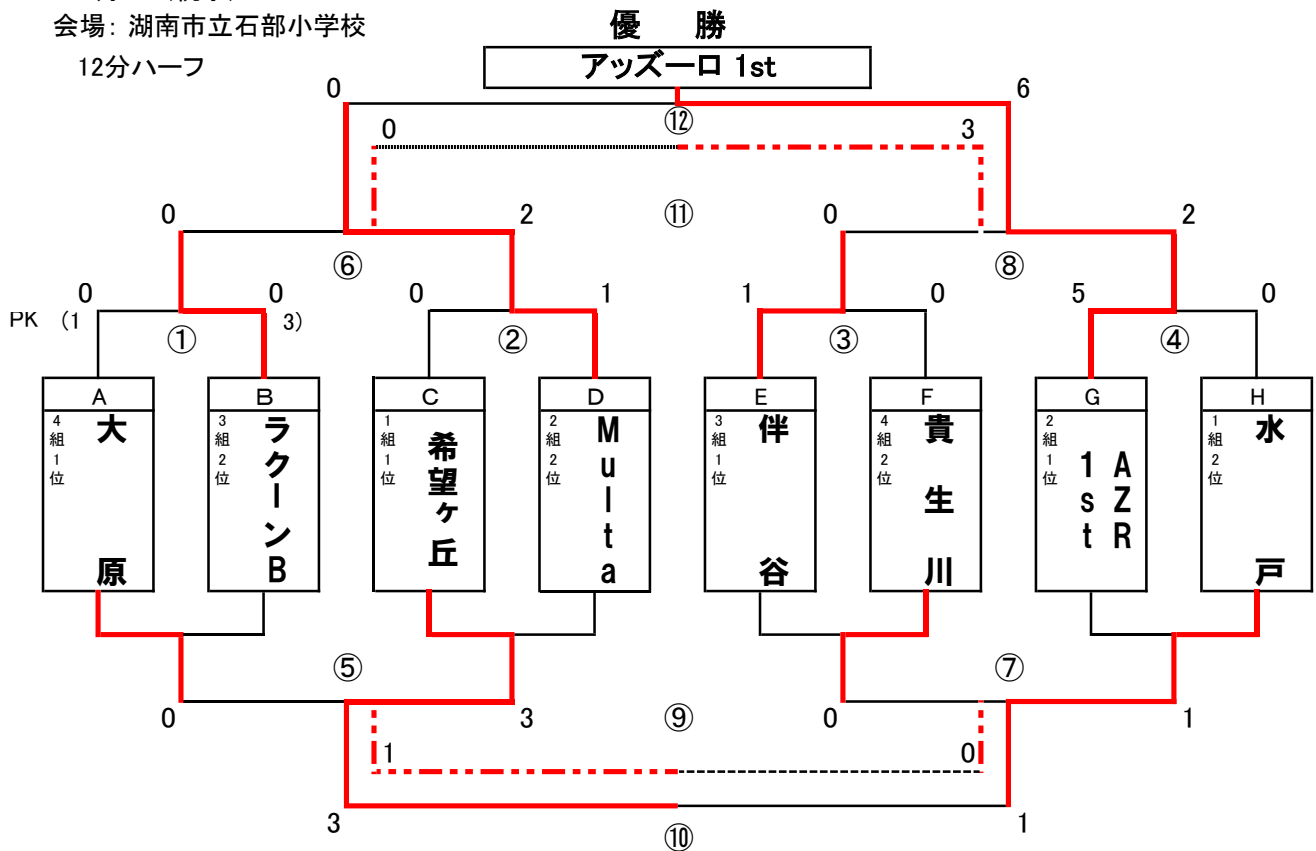 会場: 湖南市立石部小学校
優 勝
12分ハーフ
アッズーロ 1st
0 6
⑫
0 3
0 2 ⑪ 0 2
⑥ ⑧
0 0 0 1 1 0 5 0
PK (1 3)
① ② ③ ④
A B C D E F G H
4組1位 大原
3組2位 ラクーンB
1組1位 希望ヶ丘
2組2位 Multa
3組1位 伴谷
4組2位 貴生川
2組1位 AZR 1st
1組2位 水戸
⑤ ⑦
0 3 ⑨ 0 1
1 0
3 1
⑩